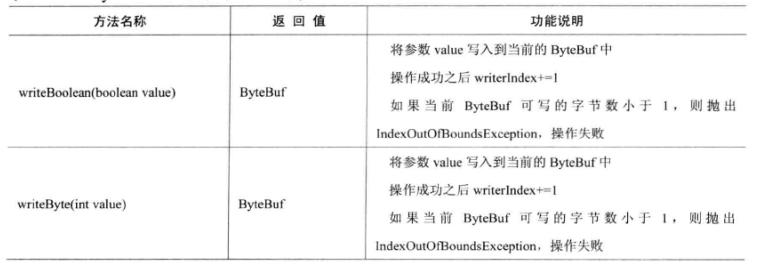 方法名称 返 回 值 功能说明
将参数 value 写入到当前的 ByteBuf 中
操作成功之后 writerIndex+=1
writeBoolean(boolean value) ByteBuf
如果当前 ByteBuf 可写的字节数小于 1，则抛出
IndexOutOfBoundsException，操作失败
将参数 value 写入到当前的 ByteBuf 中
操作成功之后 writerIndex+=1
writeByte(int value) ByteBuf
如果当前 ByteBuf 可写的字节数小于 1，则抛出
IndexOutOfBoundsException，操作失败